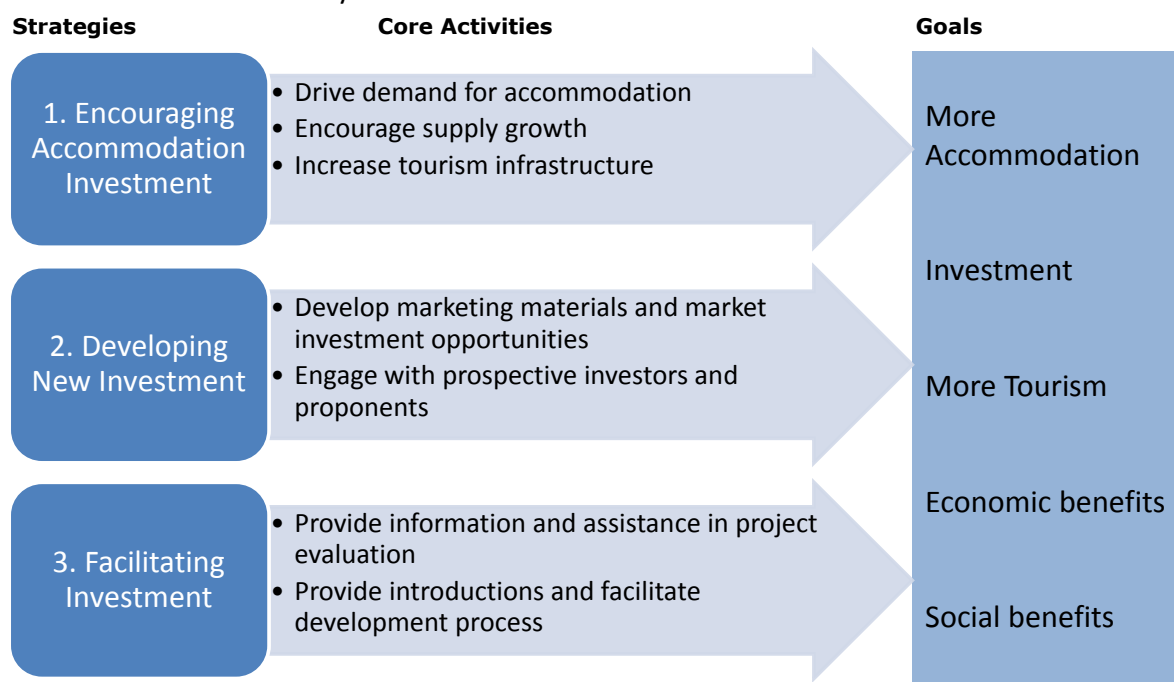 Strategies
Core Activities
Goals
1. Encouraging
Accommodation
Investment
• Drive demand for accommodation
• Encourage supply growth
• Increase tourism infrastructure
2. Developing
New Investment
• Develop marketing materials and market
investment opportunities
• Engage with prospective investors and
proponents
3. Facilitating
Investment
• Provide information and assistance in project
evaluation
• Provide introductions and facilitate
development process
More
Accommodation
Investment
More Tourism
Economic benefits
Social benefits